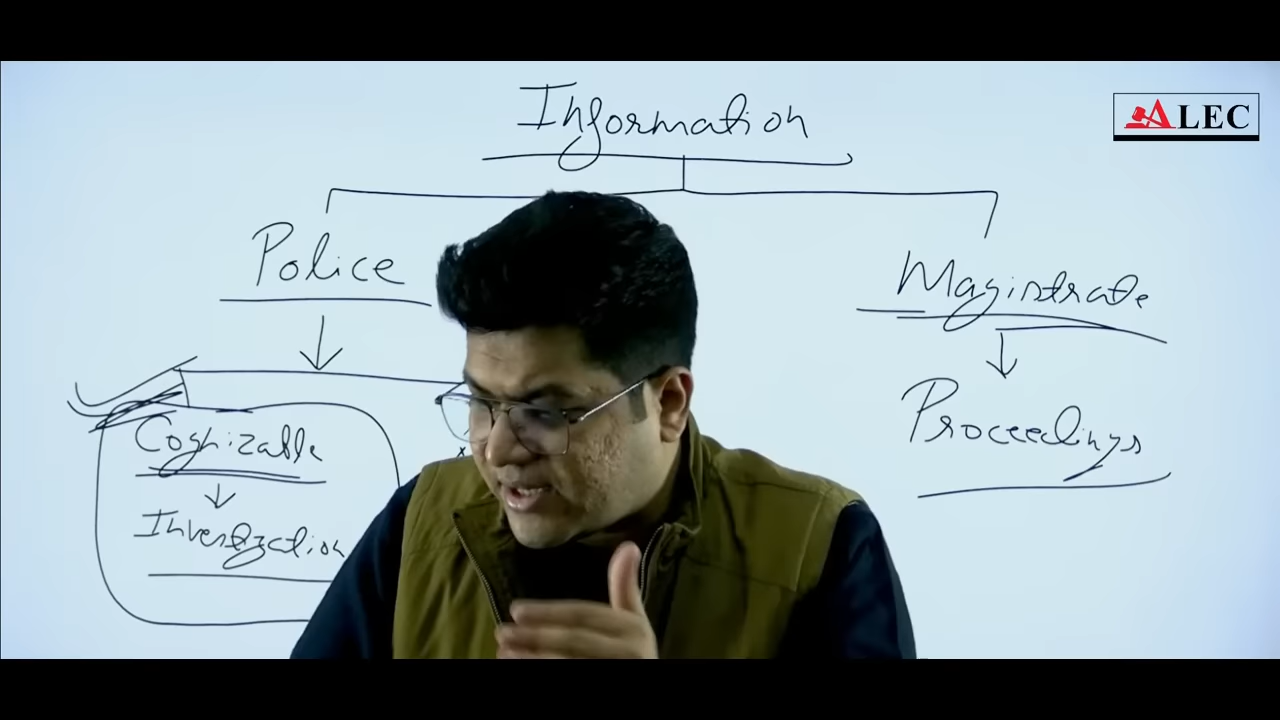 Information
ALEC
Police
Magistrate
Proceedings
Cognizable
Investigation